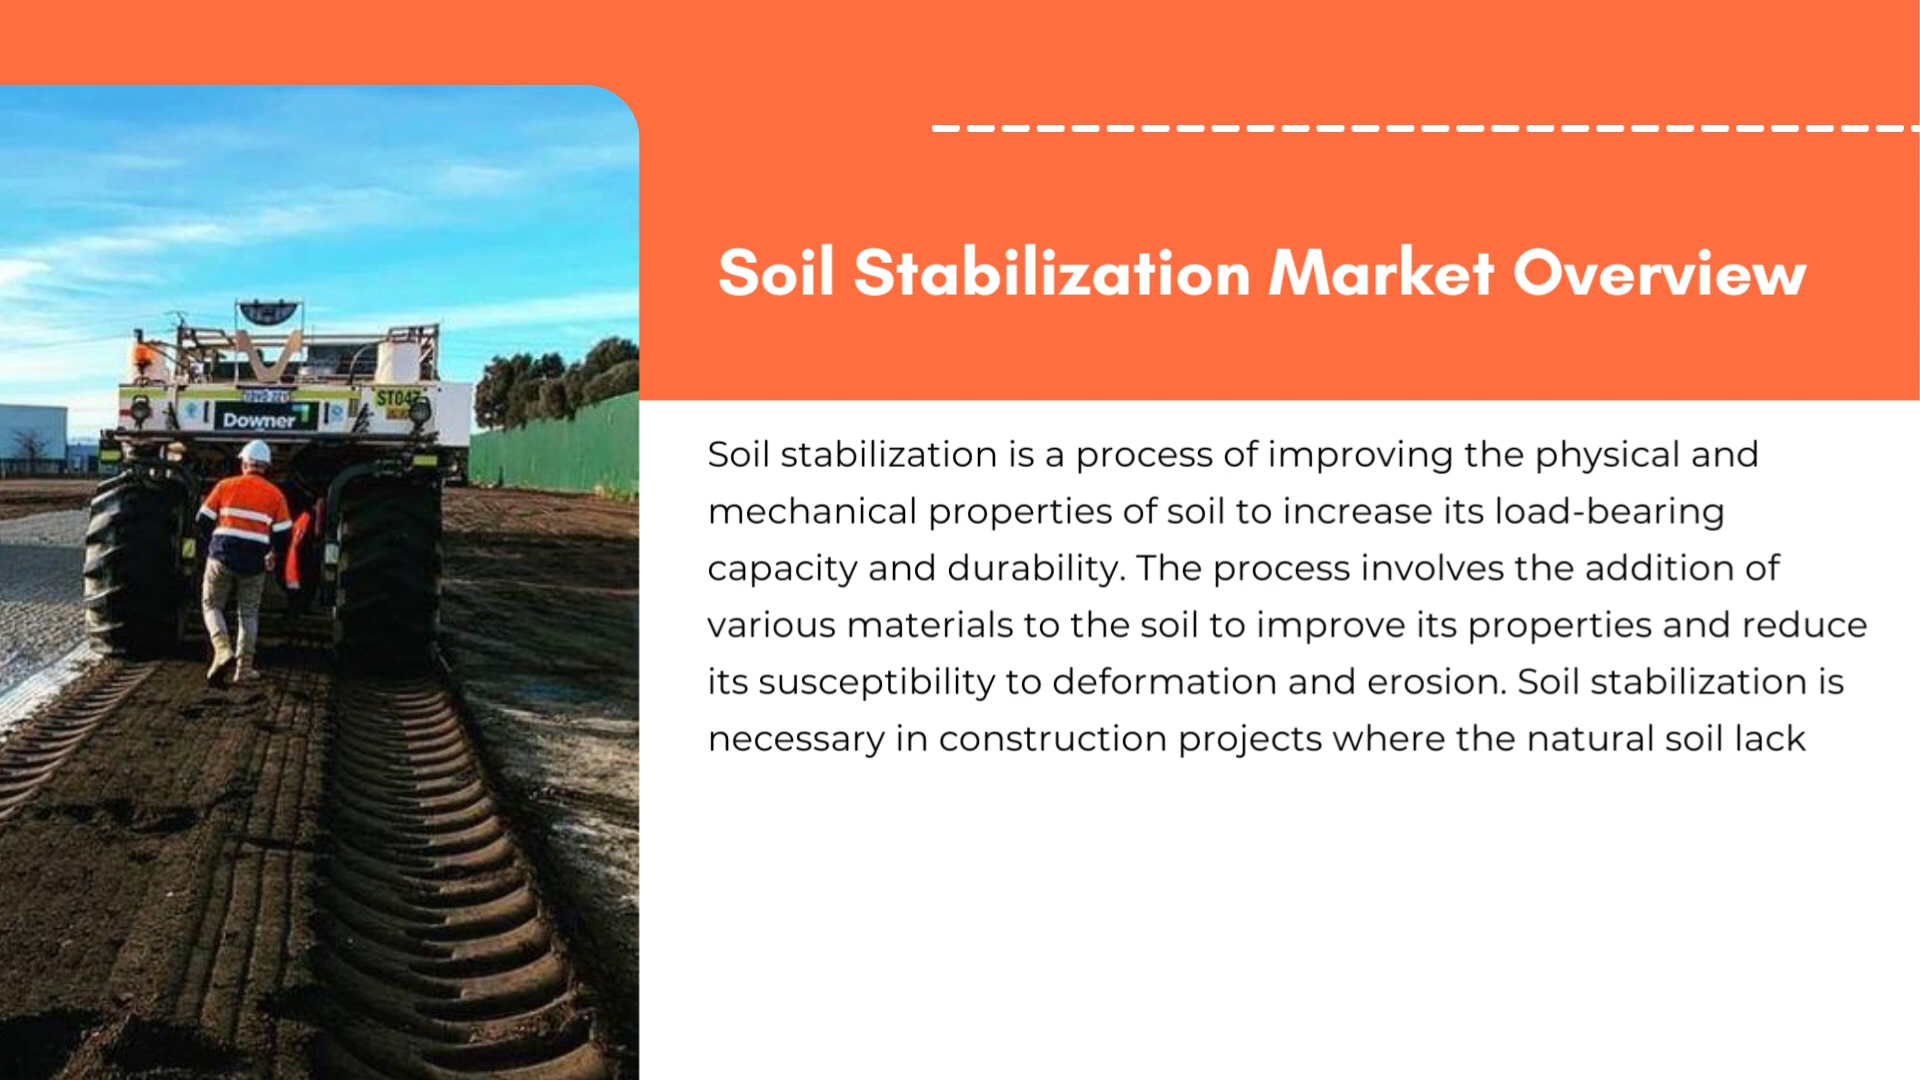 Soil Stabilization Market Overview
ST047
Downer
Soil stabilization is a process of improving the physical and
mechanical properties of soil to increase its load-bearing
capacity and durability. The process involves the addition of
various materials to the soil to improve its properties and reduce
its susceptibility to deformation and erosion. Soil stabilization is
necessary in construction projects where the natural soil lack